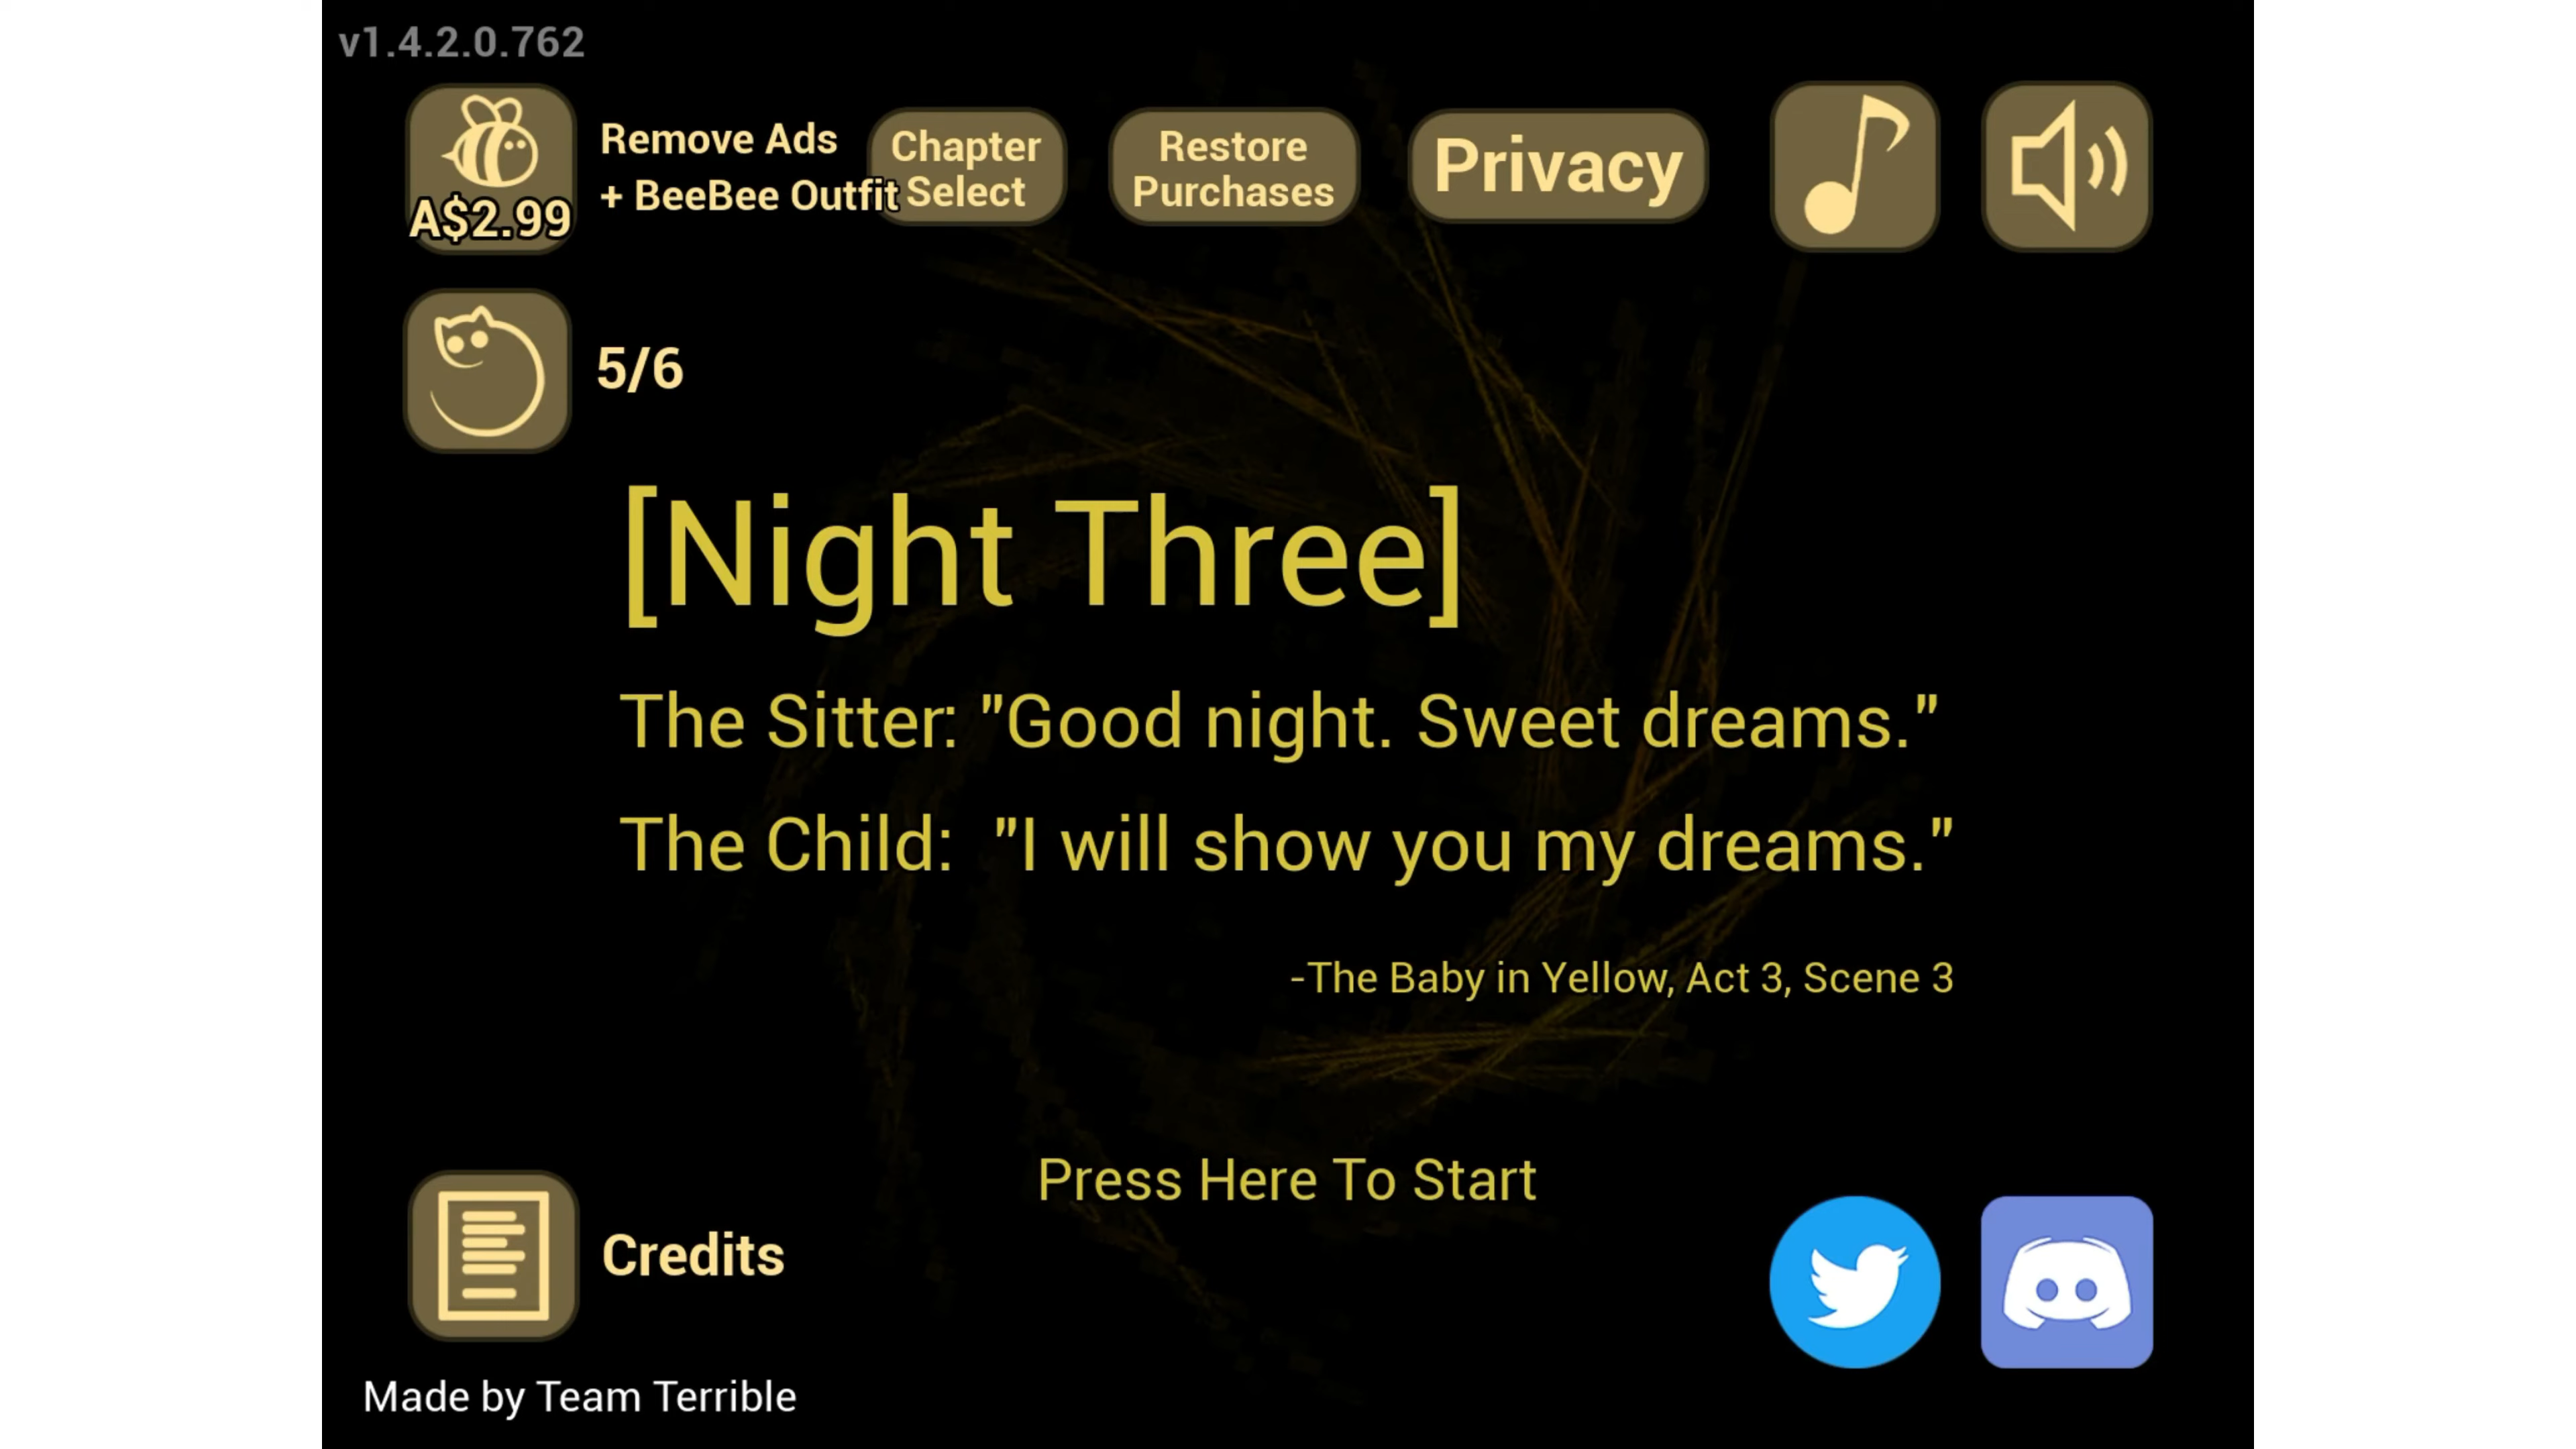 v1.4.2.0.762
A$2.99
Remove Ads
+ BeeBee Outfit
Chapter
Select
Restore
Purchases
Privacy
5/6
[Night Three]
The Sitter: "Good night. Sweet dreams."
The Child:  "I will show you my dreams."
-The Baby in Yellow, Act 3, Scene 3
Press Here To Start
Credits
Made by Team Terrible